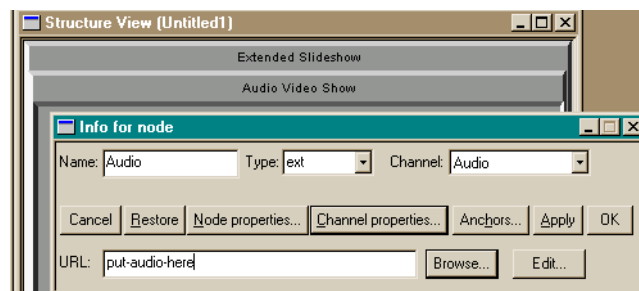 Structure View (Untitled1)
Extended Slideshow
Audio Video Show
Info for node
Name: Audio Type: ext Channel: Audio
Cancel Restore Node properties... Channel properties... Anchors... Apply OK
URL: put-audio-here Browse... Edit...